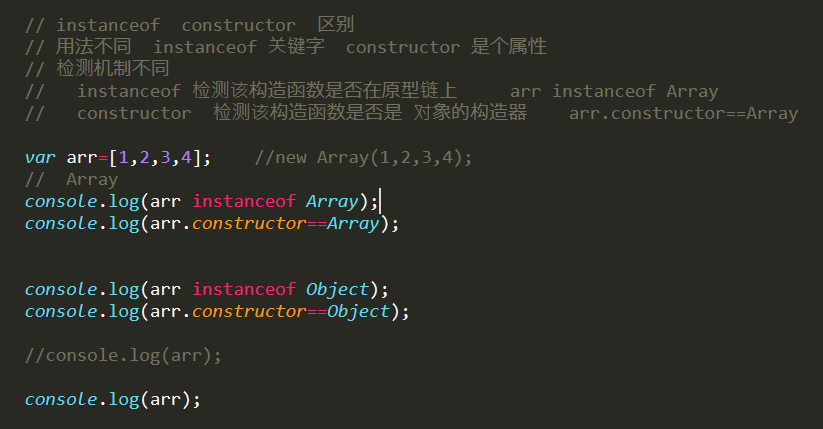 // instanceof  constructor  区别
// 用法不同  instanceof 关键字  constructor 是个属性
// 检测机制不同
//   instanceof 检测该构造函数是否在原型链上     arr instanceof Array
//   constructor  检测该构造函数是否是 对象的构造器    arr.constructor==Array
var arr=[1,2,3,4];    //new Array(1,2,3,4);
//  Array
console.log(arr instanceof Array);
console.log(arr.constructor==Array);
console.log(arr instanceof Object);
console.log(arr.constructor==Object);
//console.log(arr);
console.log(arr);